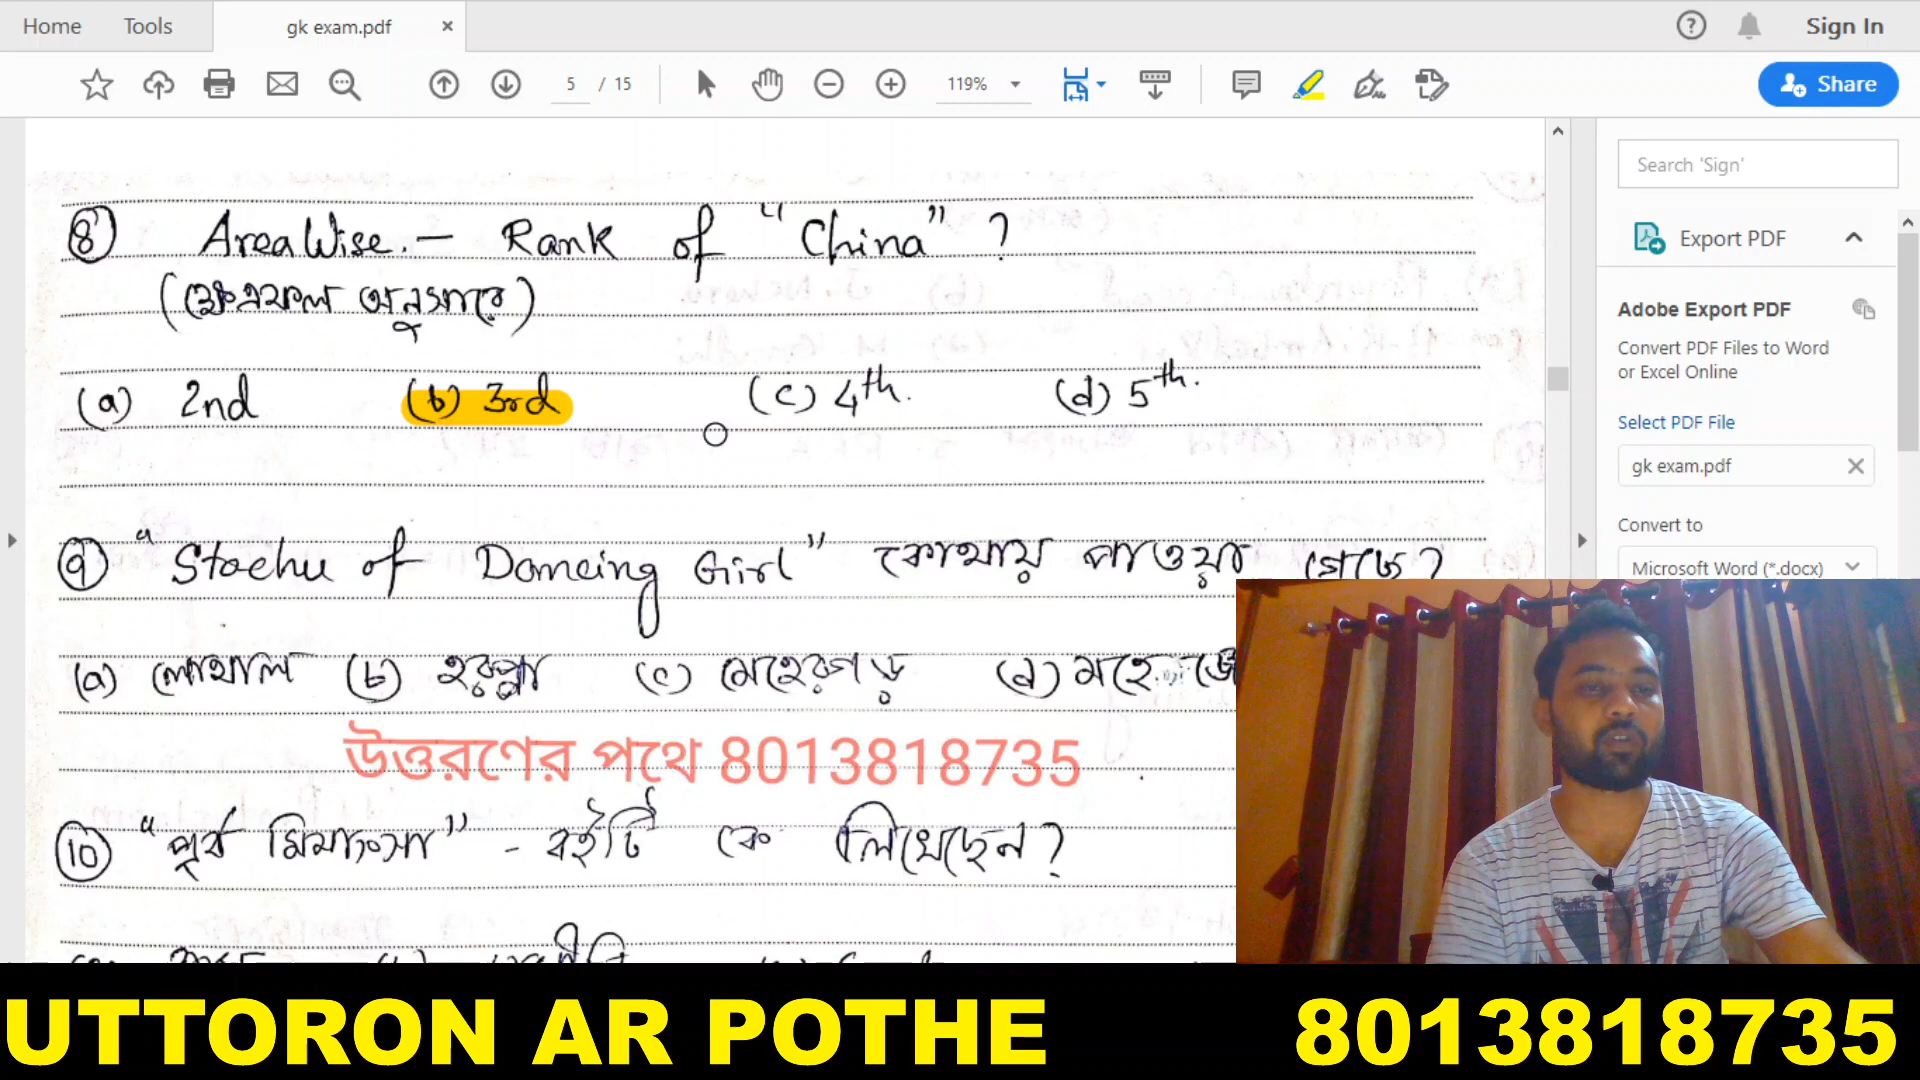 Home Tools gk exam.pdf × Sign In
5 / 15 119% Share
⑧ Area Wise. — Rank of "China" ?
(ক্ষেত্রফল অনুসারে)
(a) 2nd (b) 3rd (c) 4th. (d) 5th.
⑨ "Stachu of Dancing Girl" কোথায় পাওয়া গেছে?
(a) লোথাল (b) হরপ্পা (c) মেহেরগড় (d)
উত্তরণের পথে 8013818735
⑩ "পূর্ব মিমাংসা" - বইটি কে লিখেছেন?
Search 'Sign'
Export PDF
Adobe Export PDF
Convert PDF Files to Word
or Excel Online
Select PDF File
gk exam.pdf
Convert to
Microsoft Word (*.docx)
UTTORON AR POTHE 8013818735